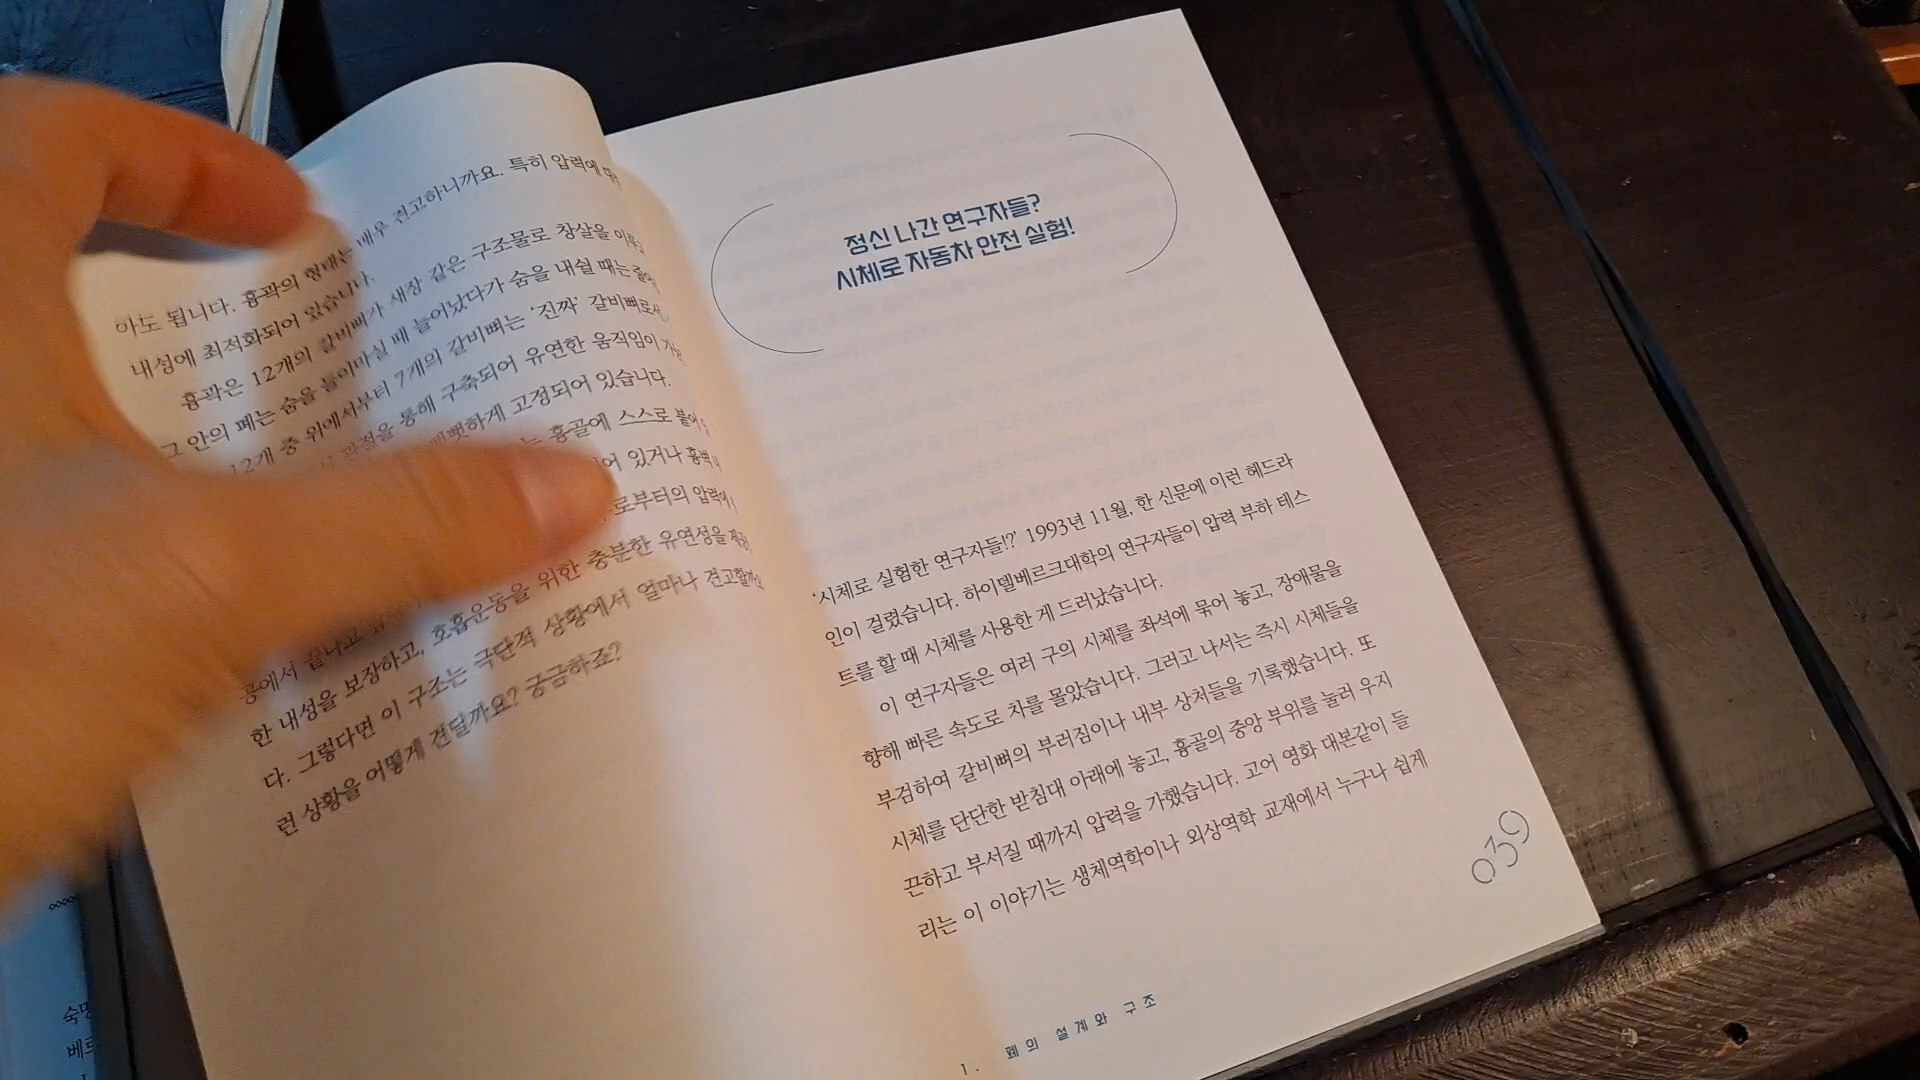 아도 됩니다. 흉곽의 형태는 매우 견고하니까요. 특히 압력에
내성에 최적화되어 있습니다.
흉곽은 12개의 갈비뼈가 새장 같은 구조물로 창살을 이루고
그 안의 폐는 숨을 들이마실 때 늘어났다가 숨을 내쉴 때는
12개 중 위에서부터 7개의 갈비뼈는 ‘진짜’ 갈비뼈로서,
관절을 통해 구축되어 유연한 움직임이
뻣뻣하게 고정되어 있습니다.
는 흉골에 스스로 붙어
있거나 흉벽
로부터의 압력에
공에서 끝나고
한 내성을 보장하고, 호흡운동을 위한 충분한 유연성을
다. 그렇다면 이 구조는 극단적 상황에서 얼마나 견고할까요
런 상황을 어떻게 견딜까요? 궁금하죠?
정신 나간 연구자들?
시체로 자동차 안전 실험!
‘시체로 실험한 연구자들!?’ 1993년 11월, 한 신문에 이런 헤드라
인이 걸렸습니다. 하이델베르크대학의 연구자들이 압력 부하 테스
트를 할 때 시체를 사용한 게 드러났습니다.
이 연구자들은 여러 구의 시체를 좌석에 묶어 놓고, 장애물을
향해 빠른 속도로 차를 몰았습니다. 그러고 나서는 즉시 시체들을
부검하여 갈비뼈의 부러짐이나 내부 상처들을 기록했습니다. 또
시체를 단단한 받침대 아래에 놓고, 흉골의 중앙 부위를 눌러 우지
끈하고 부서질 때까지 압력을 가했습니다. 고어 영화 대본같이 들
리는 이 이야기는 생체역학이나 외상역학 교재에서 누구나 쉽게
039
1. 폐의 설계와 구조
숙명
베르